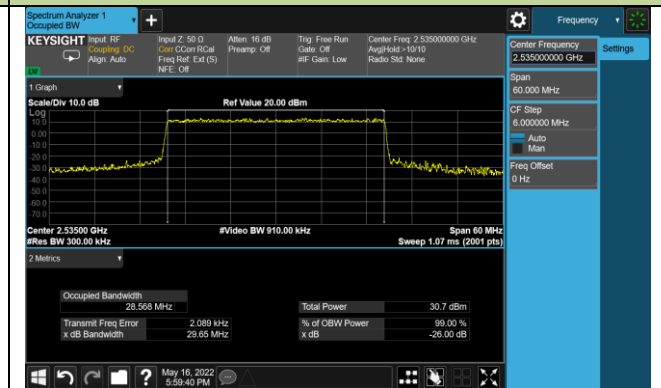 Spectrum Analyzer 1
Occupied BW
Frequency
KEYSIGHT
Input: RF
Coupling: DC
Align: Auto
Input Z: 50 Ω
Corr CCorr RCal
Freq Ref: Ext (S)
NFE: Off
Atten: 16 dB
Preamp: Off
Trig: Free Run
Gate: Off
#IF Gain: Low
Center Freq: 2.535000000 GHz
Avg|Hold:>10/10
Radio Std: None
Center Frequency
2.535000000 GHz
Settings
Span
60.000 MHz
CF Step
6.000000 MHz
Auto
Man
Freq Offset
0 Hz
1 Graph
Scale/Div 10.0 dB
Ref Value 20.00 dBm
Log
10.0
0.00
-10.0
-20.0
-30.0
-40.0
-50.0
-60.0
-70.0
Center 2.53500 GHz
#Video BW 910.00 kHz
Span 60 MHz
#Res BW 300.00 kHz
Sweep 1.07 ms (2001 pts)
2 Metrics
Occupied Bandwidth
28.568 MHz
Total Power
30.7 dBm
Transmit Freq Error
2.089 kHz
% of OBW Power
99.00 %
x dB Bandwidth
29.65 MHz
x dB
-26.00 dB
May 16, 2022
5:59:40 PM